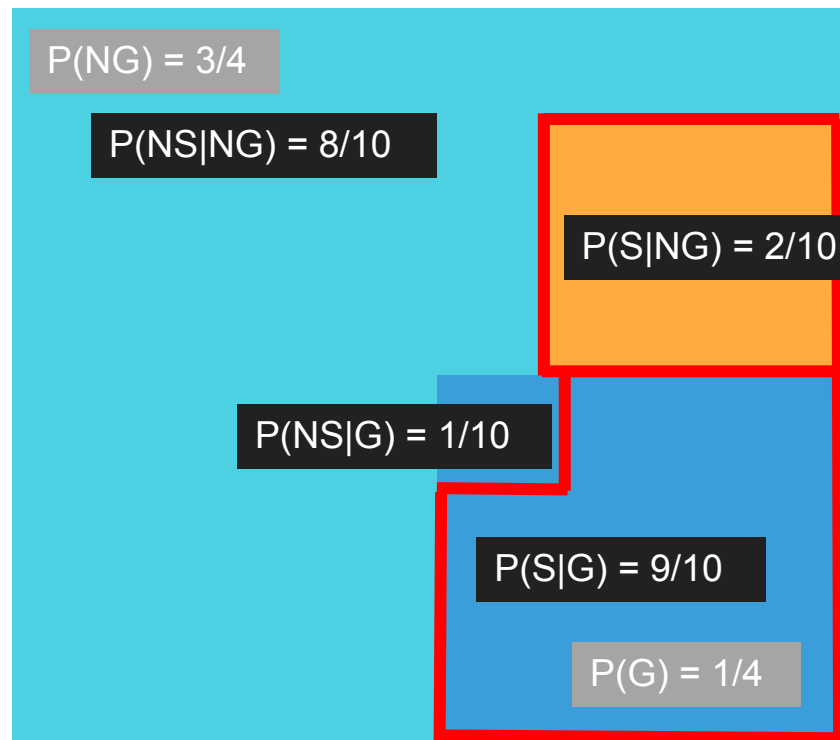 P(NG) = 3/4
P(NS|NG) = 8/10
P(S|NG) = 2/10
P(NS|G) = 1/10
P(S|G) = 9/10
P(G) = 1/4